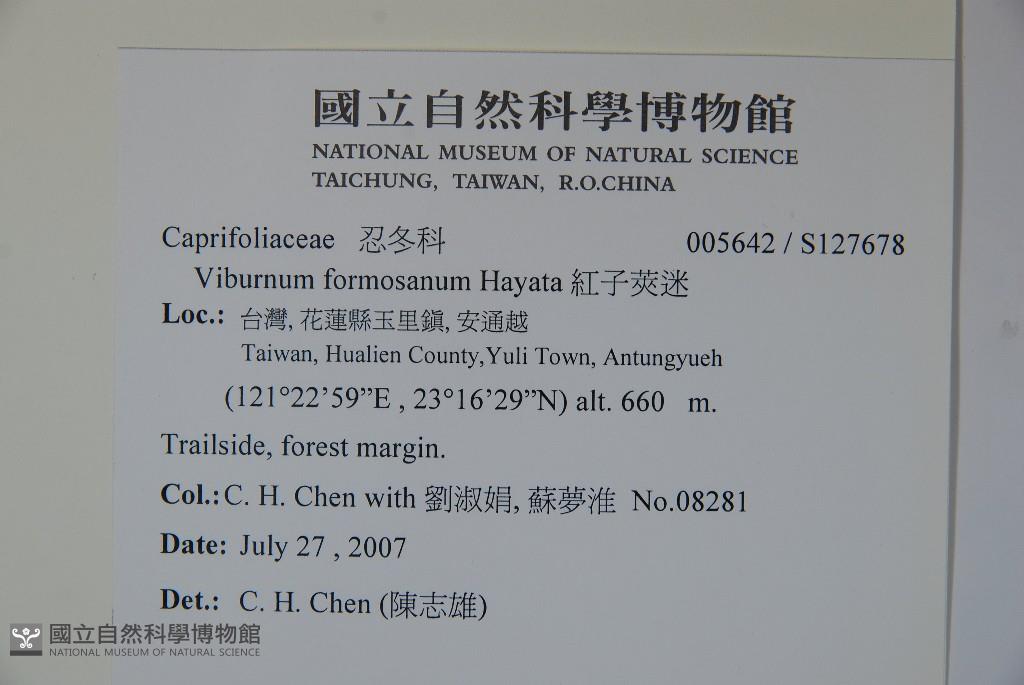 國立自然科學博物館
NATIONAL MUSEUM OF NATURAL SCIENCE
TAICHUNG, TAIWAN, R.O.CHINA
Caprifoliaceae 忍冬科 005642 / S127678
Viburnum formosanum Hayata 紅子莢迷
Loc.: 台灣, 花蓮縣玉里鎮, 安通越
Taiwan, Hualien County,Yuli Town, Antungyueh
(121°22’59”E , 23°16’29”N) alt. 660 m.
Trailside, forest margin.
Col.: C. H. Chen with 劉淑娟, 蘇夢淮 No.08281
Date: July 27 , 2007
Det.: C. H. Chen (陳志雄)
國立自然科學博物館
NATIONAL MUSEUM OF NATURAL SCIENCE